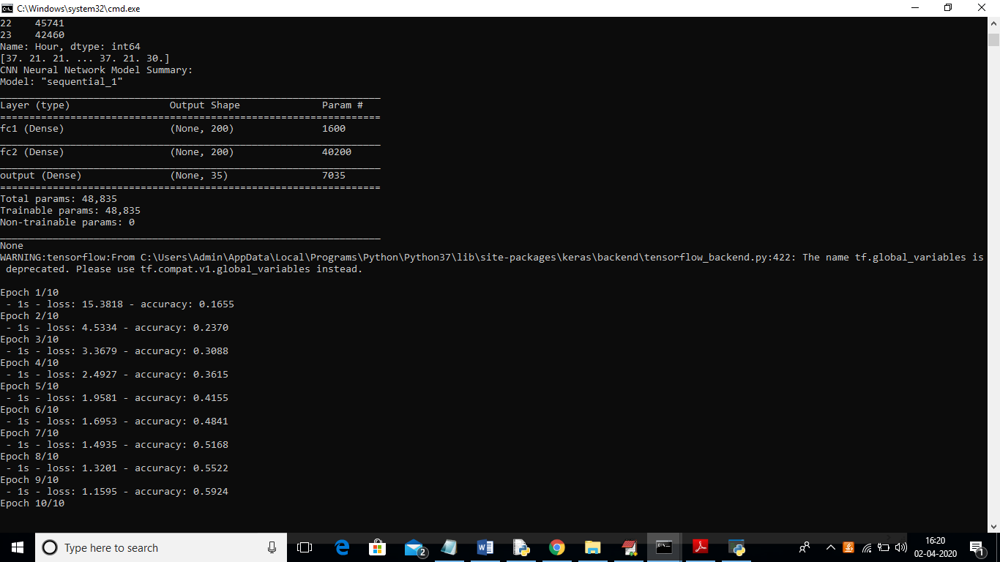 C:\Windows\system32\cmd.exe
22    45741
23    42460
Name: Hour, dtype: int64
[37. 21. 21. ... 37. 21. 30.]
CNN Neural Network Model Summary:
Model: "sequential_1"
_________________________________________________________________
Layer (type)                 Output Shape              Param #
=================================================================
fc1 (Dense)                  (None, 200)               1600
_________________________________________________________________
fc2 (Dense)                  (None, 200)               40200
_________________________________________________________________
output (Dense)               (None, 35)                7035
=================================================================
Total params: 48,835
Trainable params: 48,835
Non-trainable params: 0
_________________________________________________________________
None
WARNING:tensorflow:From C:\Users\Admin\AppData\Local\Programs\Python\Python37\lib\site-packages\keras\backend\tensorflow_backend.py:422: The name tf.global_variables is
 deprecated. Please use tf.compat.v1.global_variables instead.
Epoch 1/10
 - 1s - loss: 15.3818 - accuracy: 0.1655
Epoch 2/10
 - 1s - loss: 4.5334 - accuracy: 0.2370
Epoch 3/10
 - 1s - loss: 3.3679 - accuracy: 0.3088
Epoch 4/10
 - 1s - loss: 2.4927 - accuracy: 0.3615
Epoch 5/10
 - 1s - loss: 1.9581 - accuracy: 0.4155
Epoch 6/10
 - 1s - loss: 1.6953 - accuracy: 0.4841
Epoch 7/10
 - 1s - loss: 1.4935 - accuracy: 0.5168
Epoch 8/10
 - 1s - loss: 1.3201 - accuracy: 0.5522
Epoch 9/10
 - 1s - loss: 1.1595 - accuracy: 0.5924
Epoch 10/10
Type here to search
2
16:20
02-04-2020
1